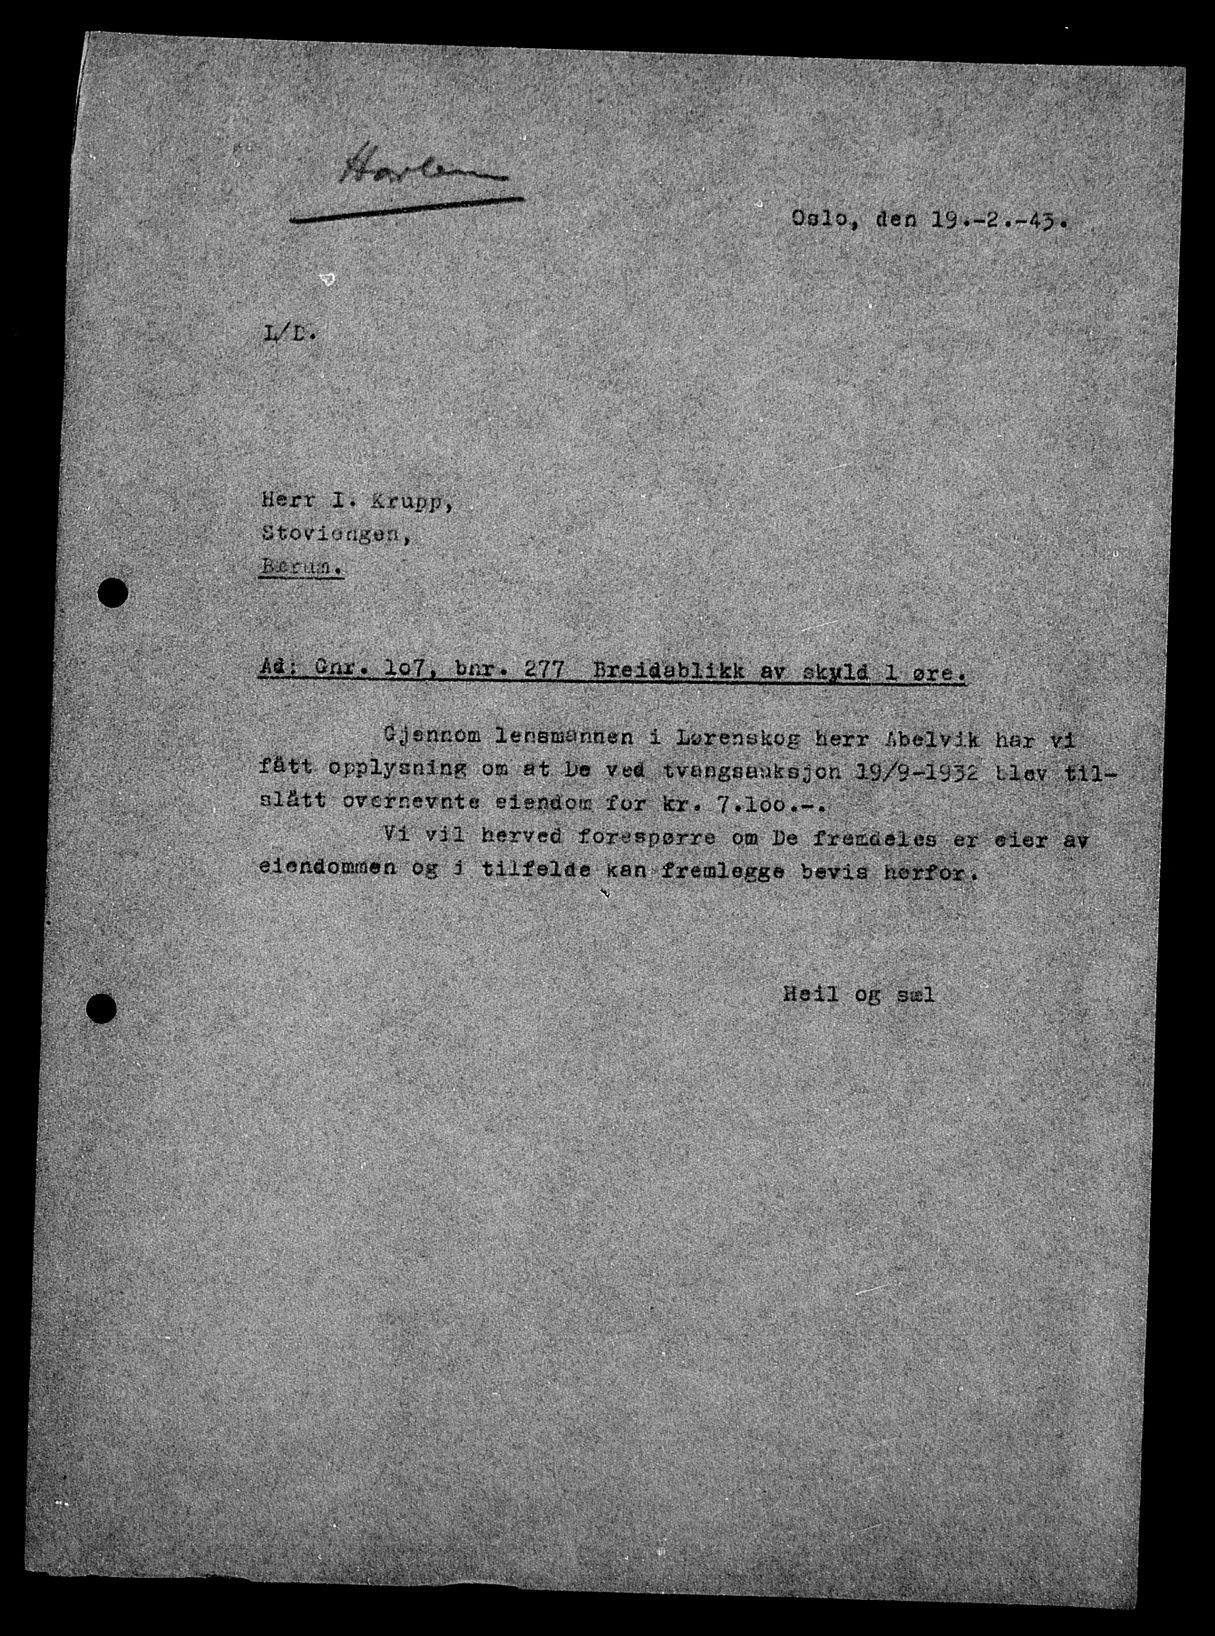 Harlem
Oslo, den 19.-2.-43.
L/D.
Herr I. Krupp,
Stoviengen,
Bærum.
Ad: Gnr. 1o7, bnr. 277 Breidablikk av skyld 1 øre.
Gjennom lensmannen i Lørenskog herr Abelvik har vi
fått opplysning om at De ved tvangsauksjon 19/9-1932 blev til-
slått overnevnte eiendom for kr. 7.1oo.-.
Vi vil herved forespørre om De fremdeles er eier av
eiendommen og i tilfelde kan fremlegge bevis herfor.
Heil og sæl